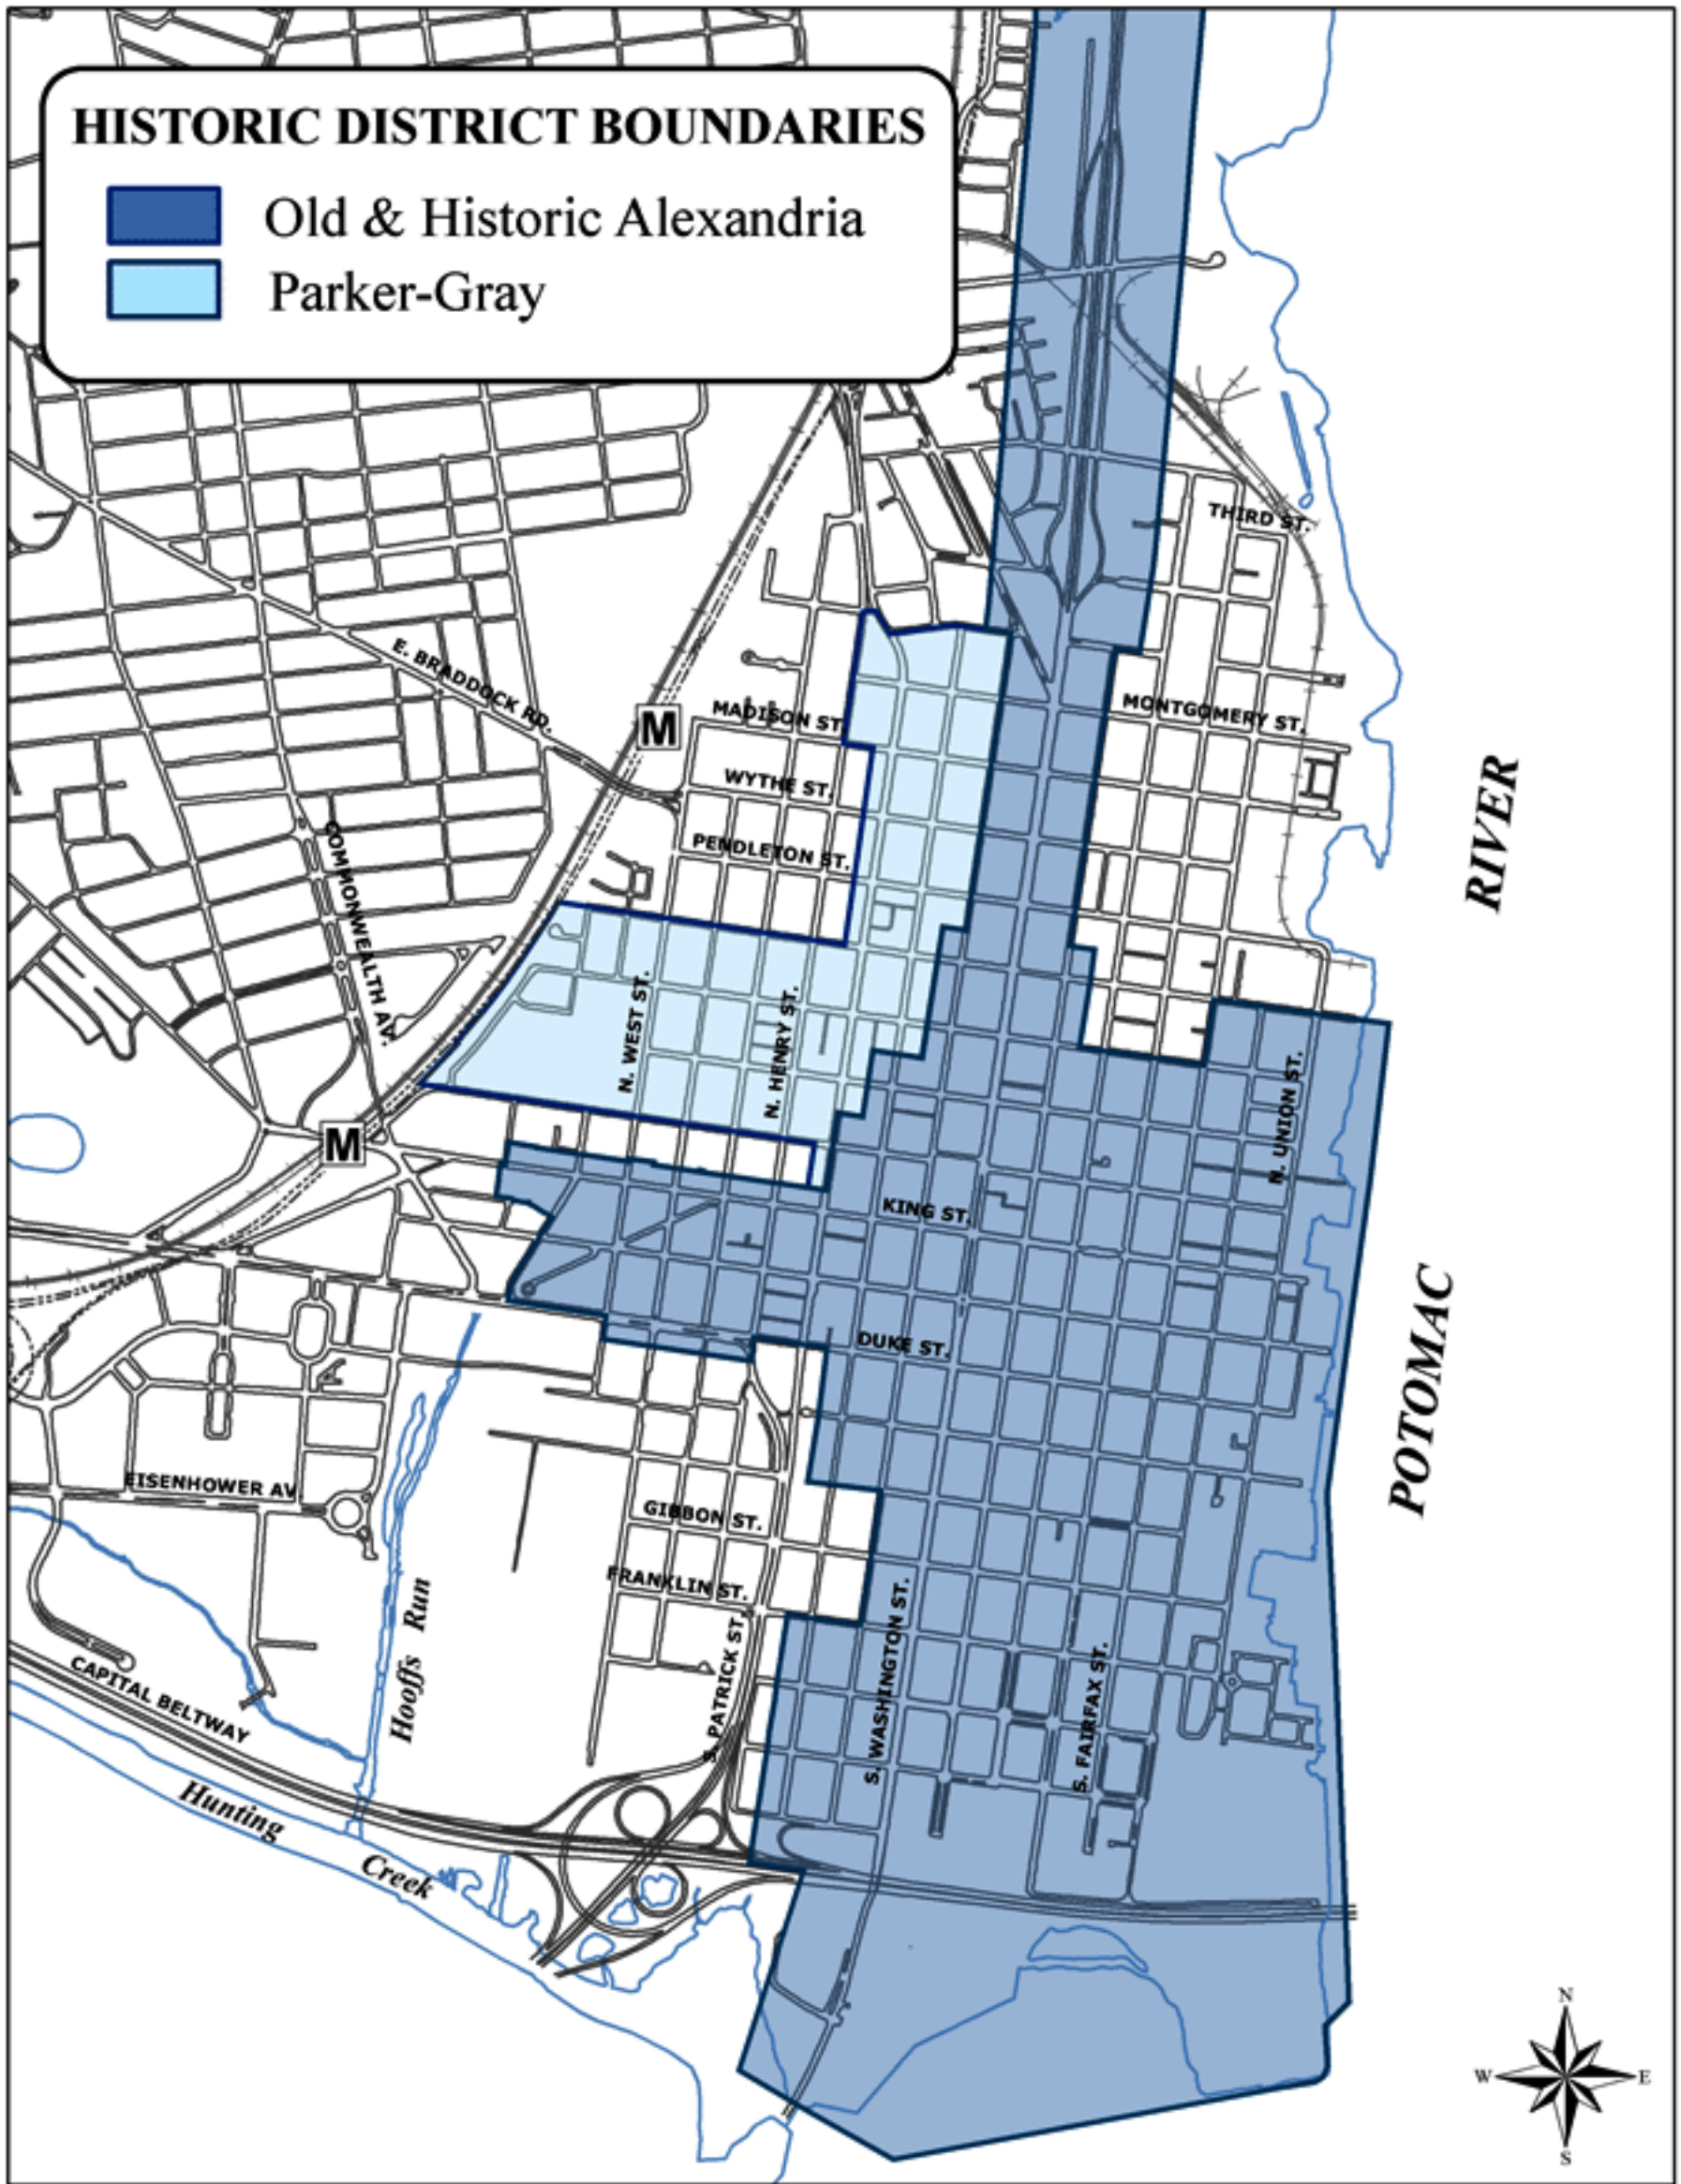 HISTORIC DISTRICT BOUNDARIES
Old & Historic Alexandria
Parker-Gray
THIRD ST.
E. BRADDOCK RD.
M
MADISON ST.
MONTGOMERY ST.
WYTHE ST.
PENDLETON ST.
RIVER
COMMONWEALTH AV.
N. WEST ST.
N. HENRY ST.
N. UNION ST.
M
KING ST.
POTOMAC
DUKE ST.
EISENHOWER AV.
GIBBON ST.
FRANKLIN ST.
Hooffs Run
S. PATRICK ST.
S. WASHINGTON ST.
S. FAIRFAX ST.
CAPITAL BELTWAY
Hunting
Creek
N
W
E
S